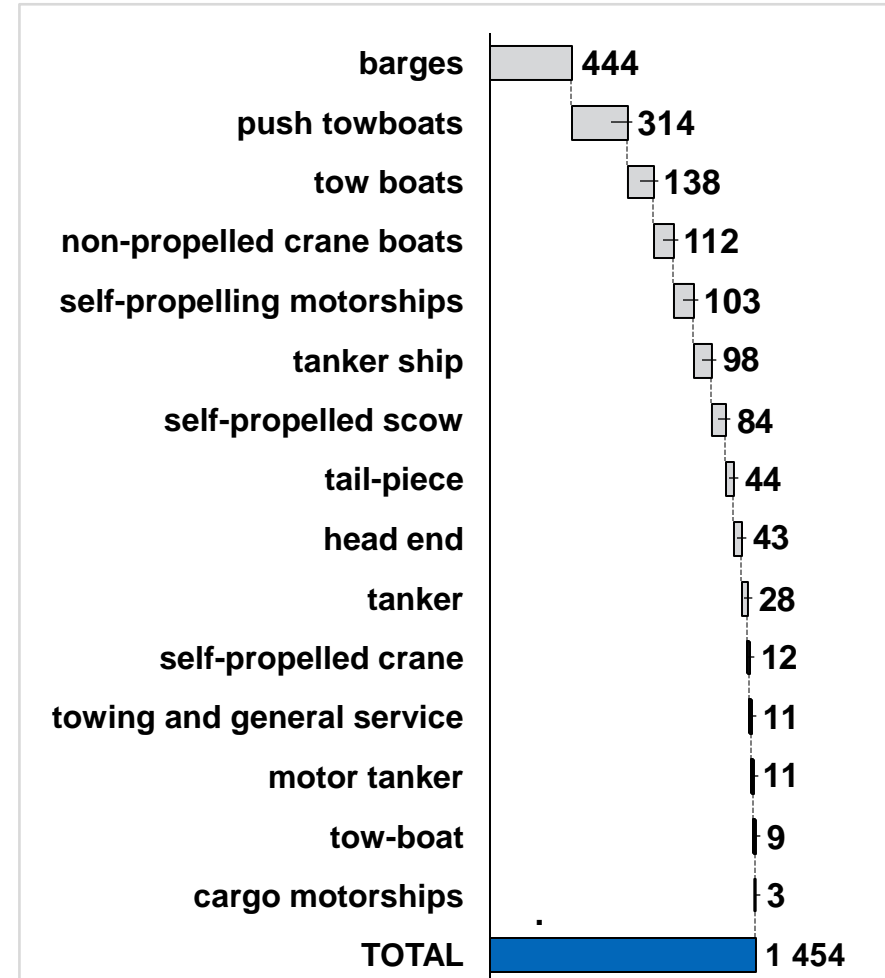 barges 444
push towboats 314
tow boats 138
non-propelled crane boats 112
self-propelling motorships 103
tanker ship 98
self-propelled scow 84
tail-piece 44
head end 43
tanker 28
self-propelled crane 12
towing and general service 11
motor tanker 11
tow-boat 9
cargo motorships 3
.
TOTAL 1 454